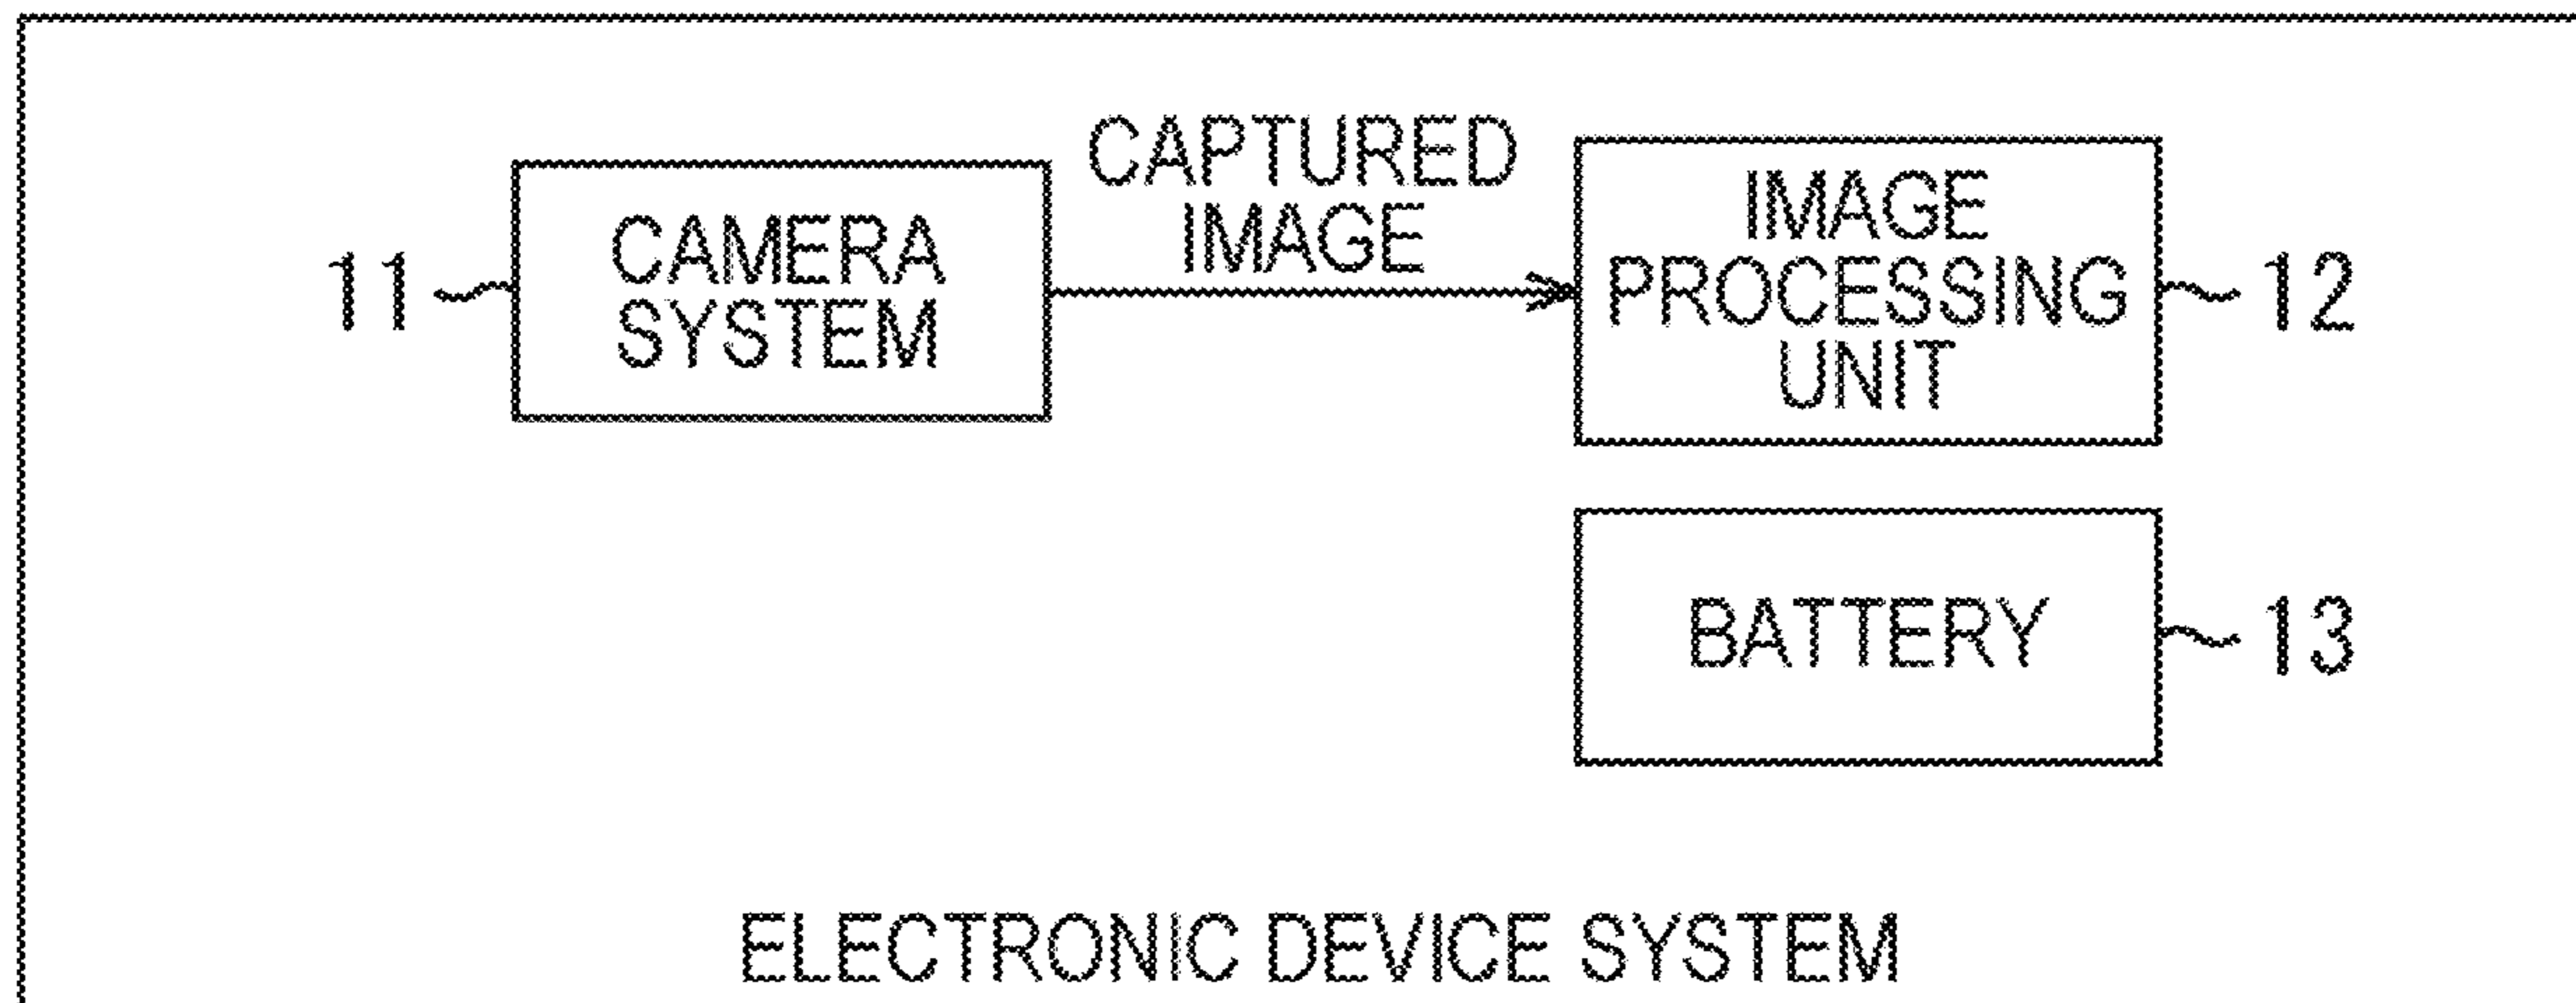 CAPTURED
IMAGE
11
CAMERA
SYSTEM
IMAGE
PROCESSING
UNIT
12
BATTERY
13
ELECTRONIC DEVICE SYSTEM